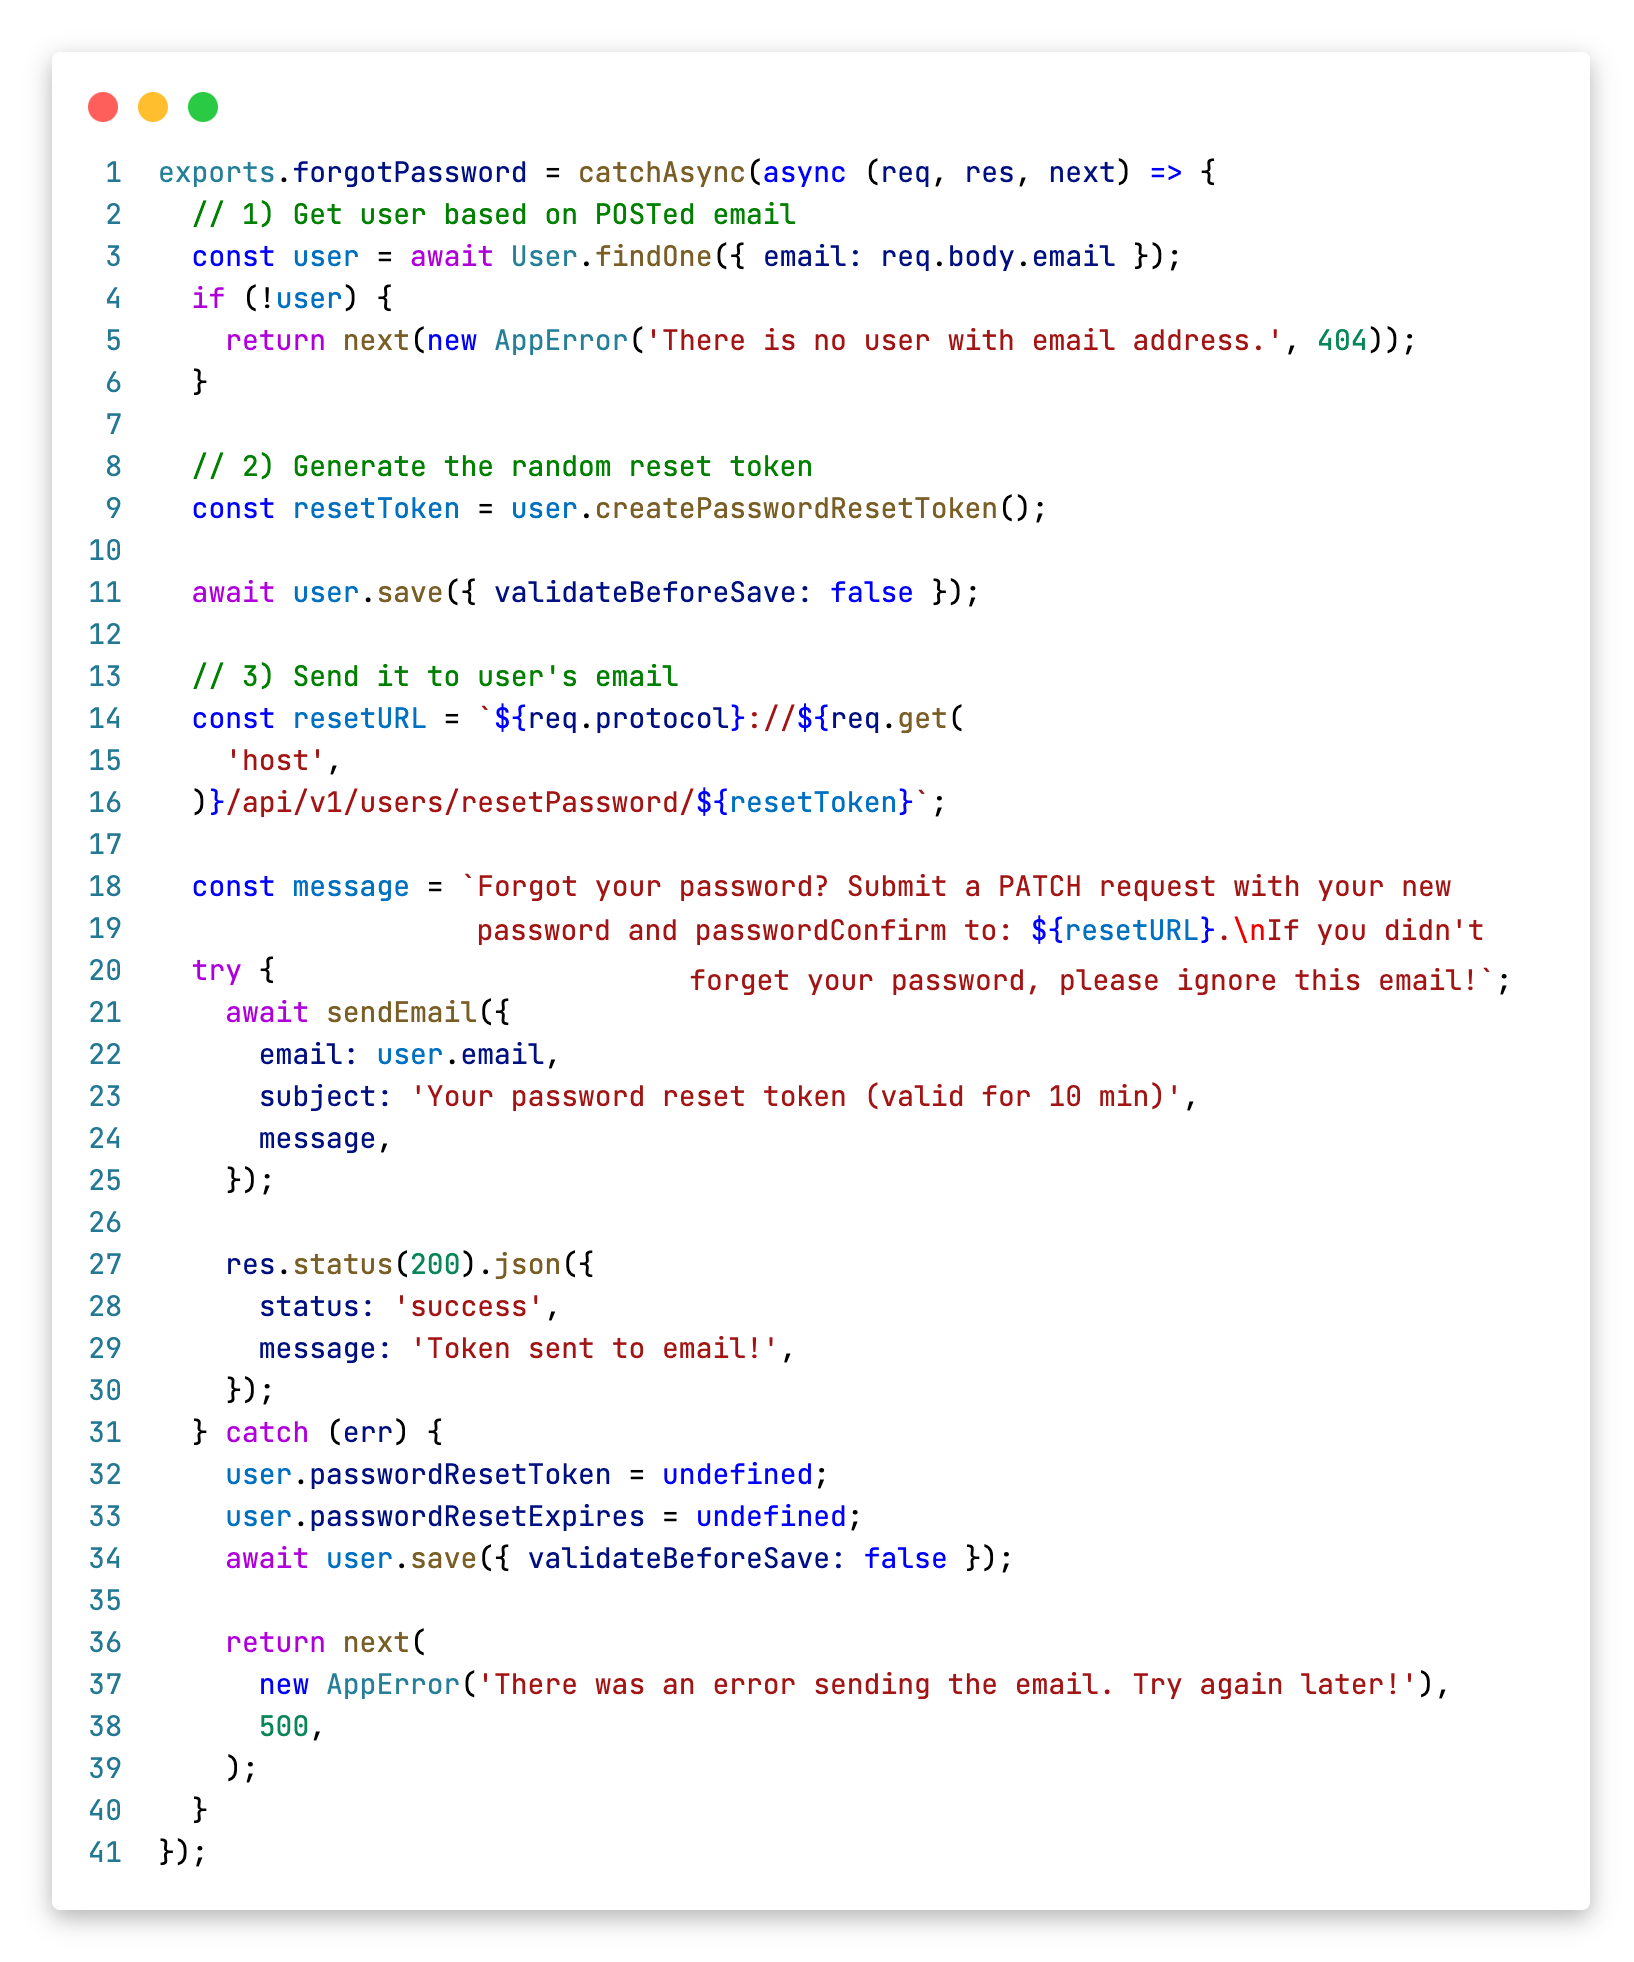 1 exports.forgotPassword = catchAsync(async (req, res, next) => {
2   // 1) Get user based on POSTed email
3   const user = await User.findOne({ email: req.body.email });
4   if (!user) {
5     return next(new AppError('There is no user with email address.', 404));
6   }
7
8   // 2) Generate the random reset token
9   const resetToken = user.createPasswordResetToken();
10
11   await user.save({ validateBeforeSave: false });
12
13   // 3) Send it to user's email
14   const resetURL = `${req.protocol}://${req.get(
15     'host',
16   )}/api/v1/users/resetPassword/${resetToken}`;
17
18   const message = `Forgot your password? Submit a PATCH request with your new
19                    password and passwordConfirm to: ${resetURL}.\nIf you didn't
20   try {                         forget your password, please ignore this email!`;
21     await sendEmail({
22       email: user.email,
23       subject: 'Your password reset token (valid for 10 min)',
24       message,
25     });
26
27     res.status(200).json({
28       status: 'success',
29       message: 'Token sent to email!',
30     });
31   } catch (err) {
32     user.passwordResetToken = undefined;
33     user.passwordResetExpires = undefined;
34     await user.save({ validateBeforeSave: false });
35
36     return next(
37       new AppError('There was an error sending the email. Try again later!'),
38       500,
39     );
40   }
41 });